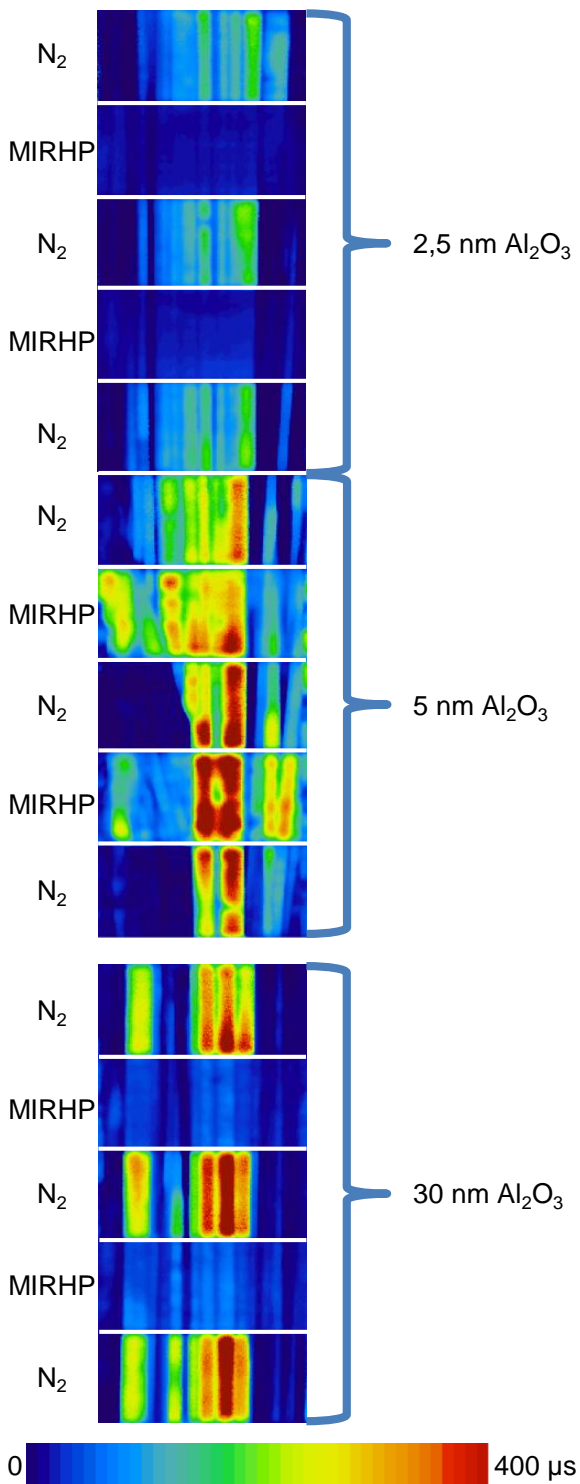 N₂
MIRHP
N₂
2,5 nm Al₂O₃
MIRHP
N₂
N₂
MIRHP
N₂
5 nm Al₂O₃
MIRHP
N₂
N₂
MIRHP
N₂
30 nm Al₂O₃
MIRHP
N₂
0 400 µs